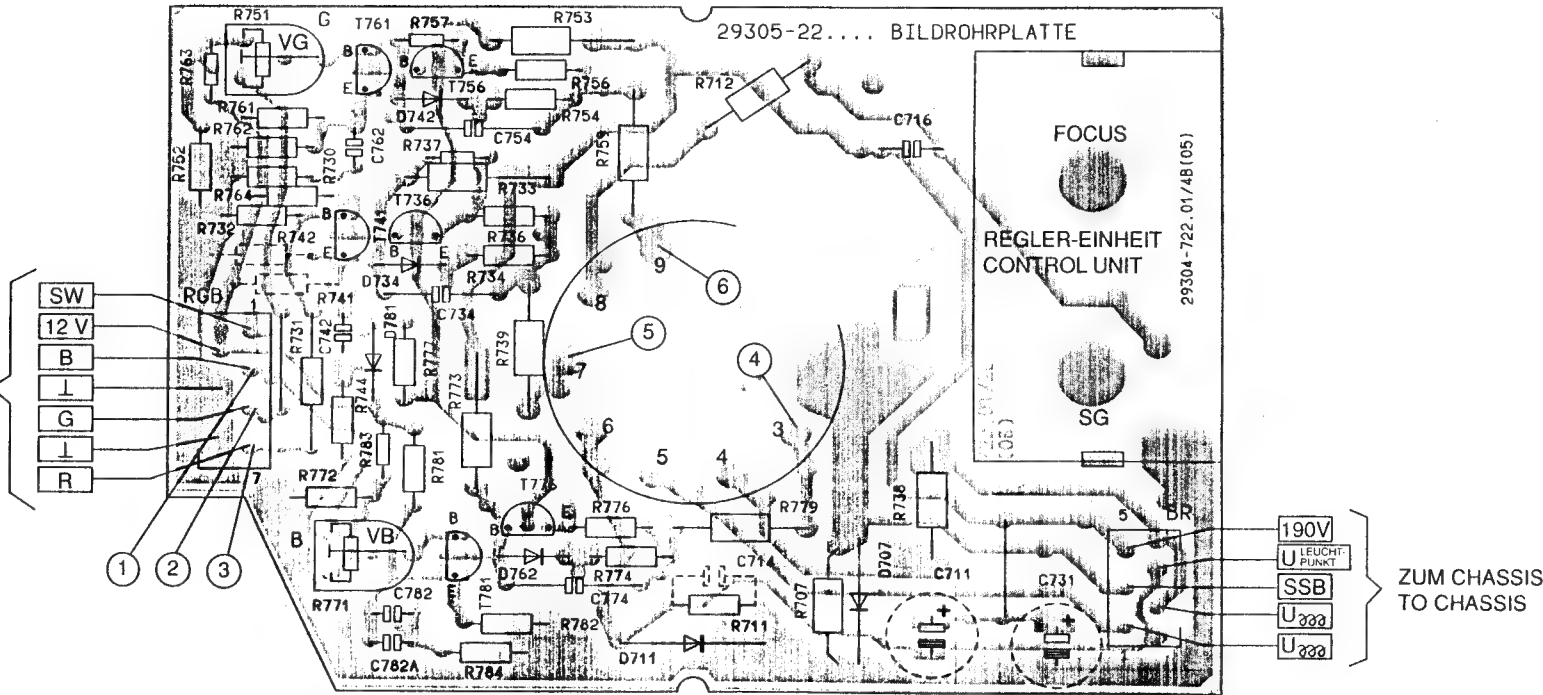 29305-22.... BILDROHRPLATTE
R751
G
T761
R757
R753
VG
B
E
B
E
T756
R756
R712
R763
D742
R754
R761
C754
C716
R762
C762
R759
FOCUS
R752
R730
R737
R764
T736
R733
R732
R742
B
E
T741
B
E
R736
REGLER-EINHEIT
CONTROL UNIT
29304-722.01/4B(05)
D734
R734
9
6
8
SW
RGB
1
R741
C734
12 V
R731
C742
D781
R777
R739
5
B
7
4
⊥
R744
R773
G
SG
⊥
R783
R781
6
3
R
7
R772
5
4
R776
R779
R738
5
BR
B
VB
B
E
B
190V
U LEUCHT-PUNKT
D762
R774
C714
D707
C711
C731
SSB
1
2
3
R771
C782
T781
C774
R707
U
R782
R711
U
C782A
R784
D711
ZUM CHASSIS
TO CHASSIS